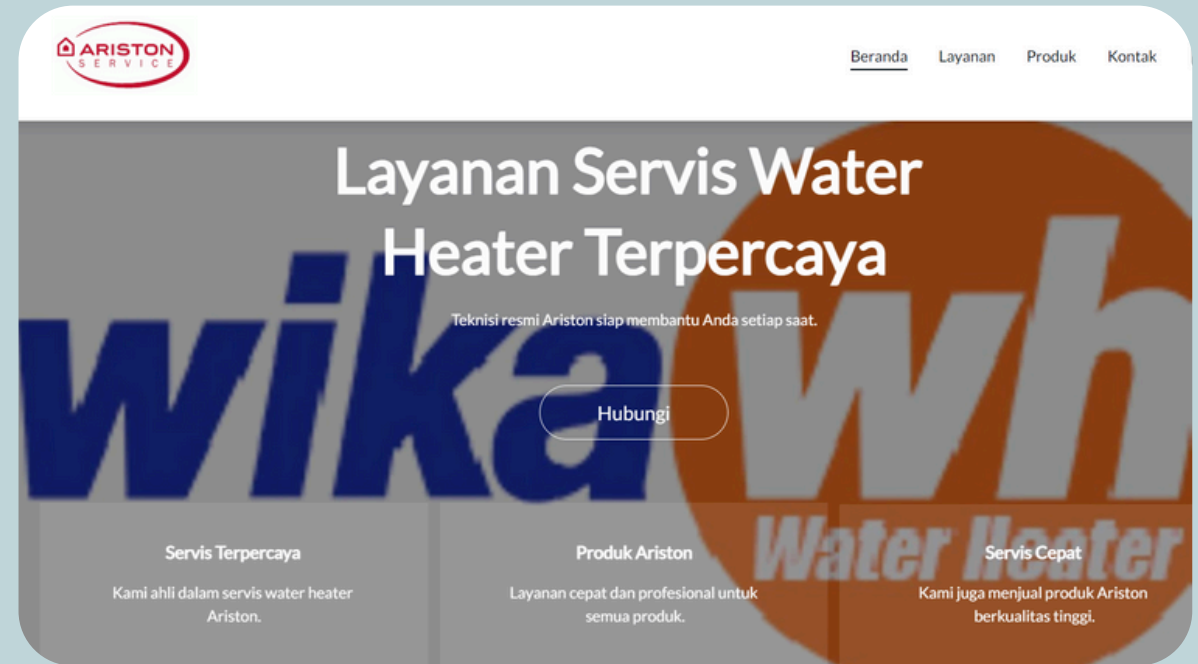 ARISTON
SERVICE
Beranda Layanan Produk Kontak
Layanan Servis Water
Heater Terpercaya
Teknisi resmi Ariston siap membantu Anda setiap saat.
Hubungi
wika wh
Water Heater
Servis Terpercaya
Kami ahli dalam servis water heater
Ariston.
Produk Ariston
Layanan cepat dan profesional untuk
semua produk.
Servis Cepat
Kami juga menjual produk Ariston
berkualitas tinggi.